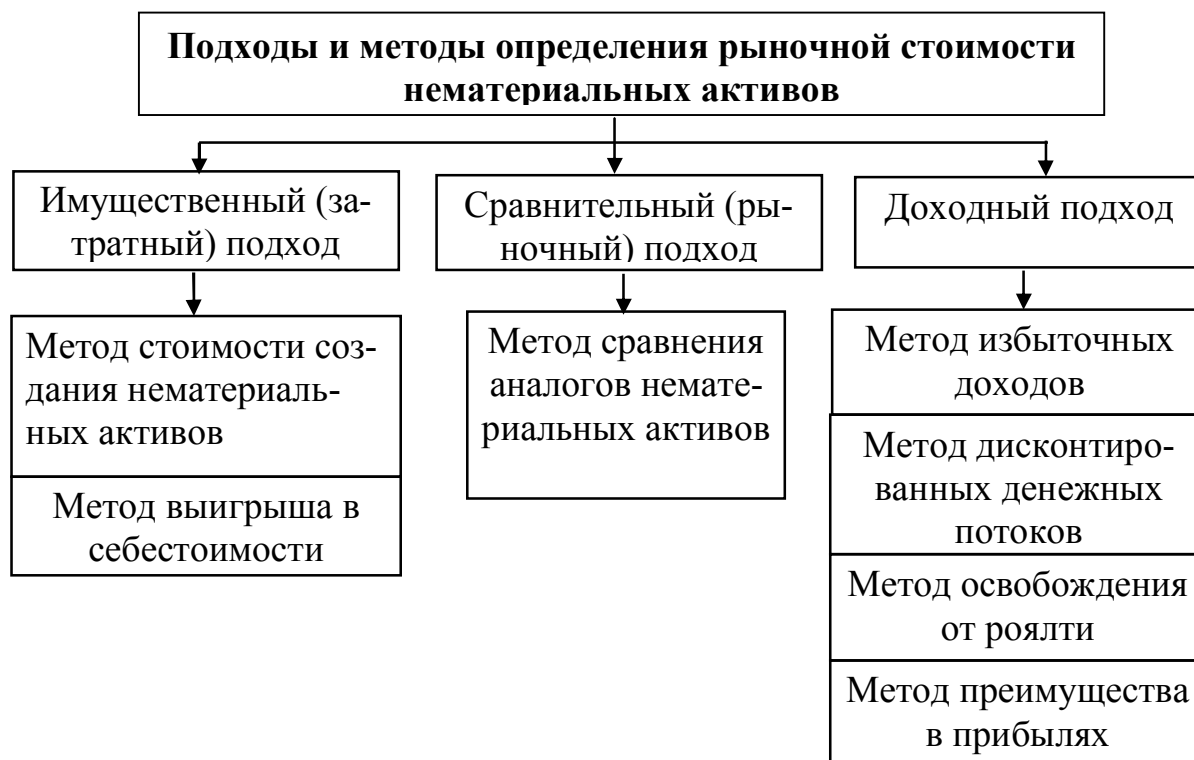 Подходы и методы определения рыночной стоимости
нематериальных активов
Имущественный (за-
тратный) подход
Сравнительный (ры-
ночный) подход
Доходный подход
Метод стоимости соз-
дания нематериаль-
ных активов
Метод выигрыша в
себестоимости
Метод сравнения
аналогов немате-
риальных активов
Метод избыточных
доходов
Метод дисконтиро-
ванных денежных
потоков
Метод освобождения
от роялти
Метод преимущества
в прибылях